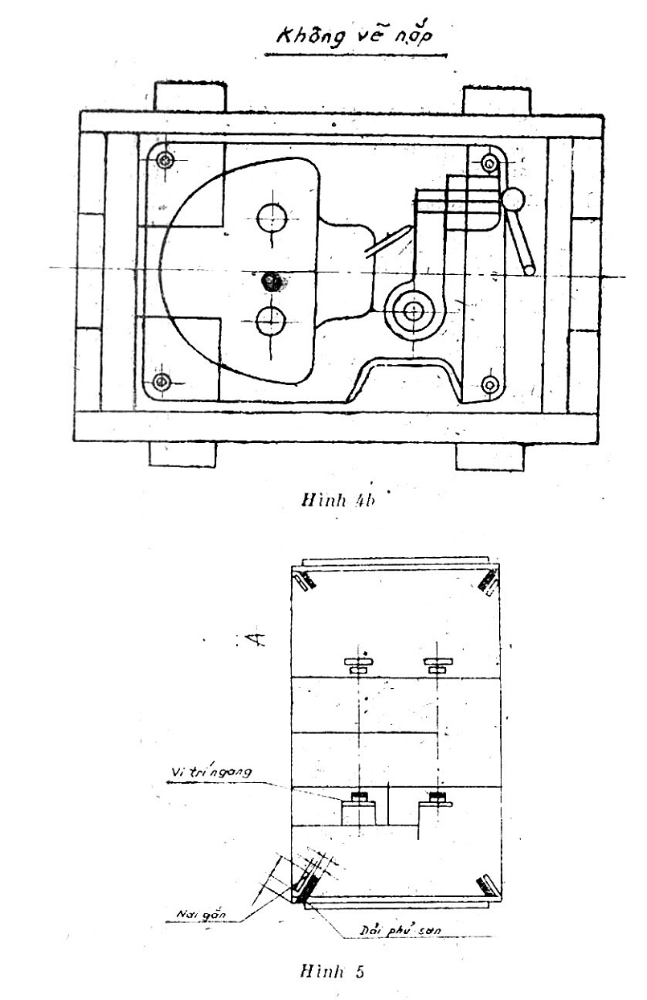 Không vẽ nắp
Hình 4b
A
Vị trí ngang
Nơi gắn
Dải phủ sơn
Hình 5